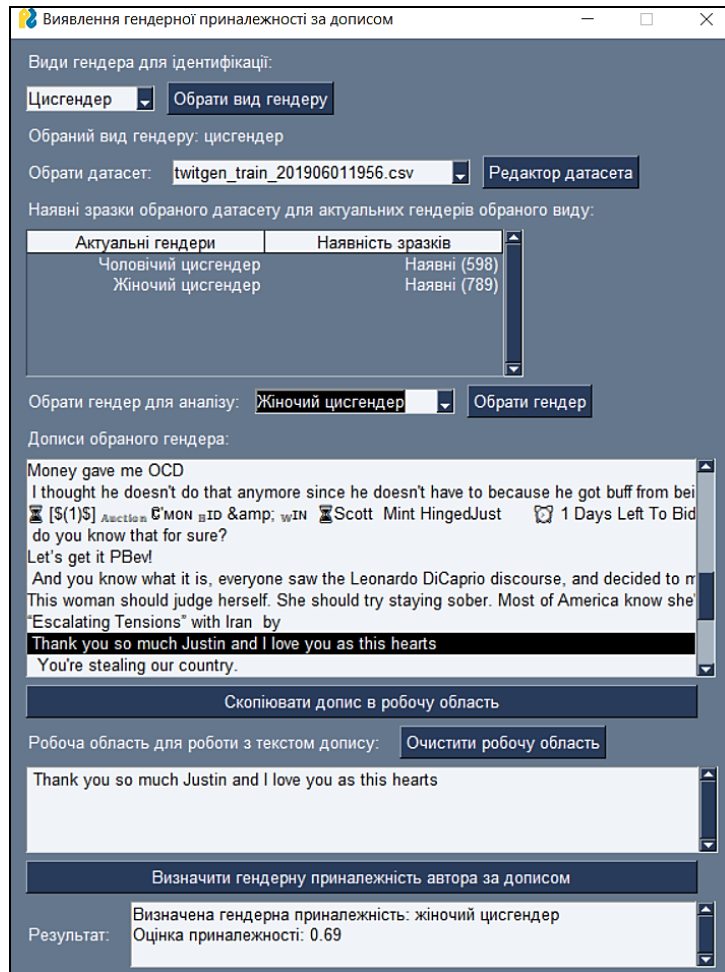 Виявлення гендерної приналежності за дописом
Види гендера для ідентифікації:
Цисгендер Обрати вид гендеру
Обраний вид гендеру: цисгендер
Обрати датасет: twitgen_train_201906011956.csv Редактор датасета
Наявні зразки обраного датасету для актуальних гендерів обраного виду:
Актуальні гендери Наявність зразків
Чоловічий цисгендер Наявні (598)
Жіночий цисгендер Наявні (789)
Обрати гендер для аналізу: Жіночий цисгендер Обрати гендер
Дописи обраного гендера:
Money gave me OCD
I thought he doesn't do that anymore since he doesn't have to because he got buff from bei
⌛ [$(1)$] Auction C'MON BID &amp; WIN ⌛Scott Mint HingedJust ⏰ 1 Days Left To Bid
do you know that for sure?
Let's get it PBev!
And you know what it is, everyone saw the Leonardo DiCaprio discourse, and decided to m
This woman should judge herself. She should try staying sober. Most of America know she'
“Escalating Tensions” with Iran by
Thank you so much Justin and I love you as this hearts
You're stealing our country.
Скопіювати допис в робочу область
Робоча область для роботи з текстом допису: Очистити робочу область
Thank you so much Justin and I love you as this hearts
Визначити гендерну приналежність автора за дописом
Результат: Визначена гендерна приналежність: жіночий цисгендер
Оцінка приналежності: 0.69